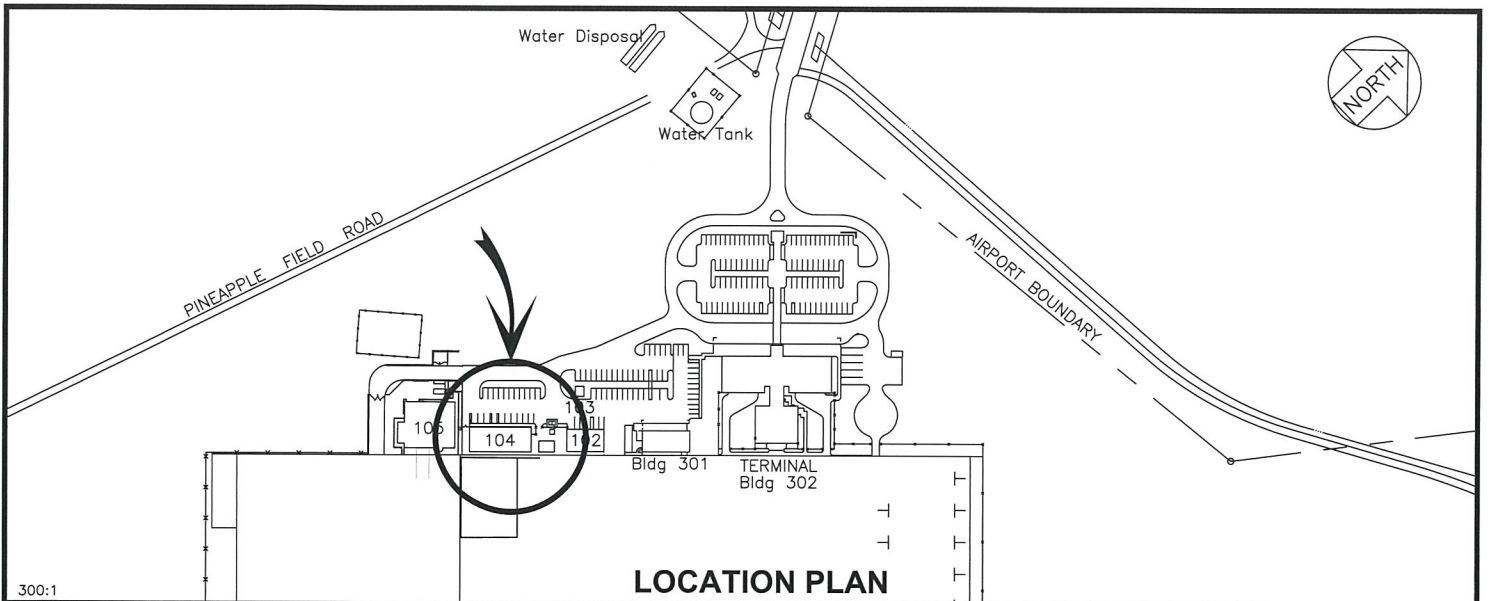 Water Disposal
NORTH
Water Tank
PINEAPPLE FIELD ROAD
AIRPORT BOUNDARY
103
105
104
102
Bldg 301
TERMINAL
Bldg 302
300:1
LOCATION PLAN